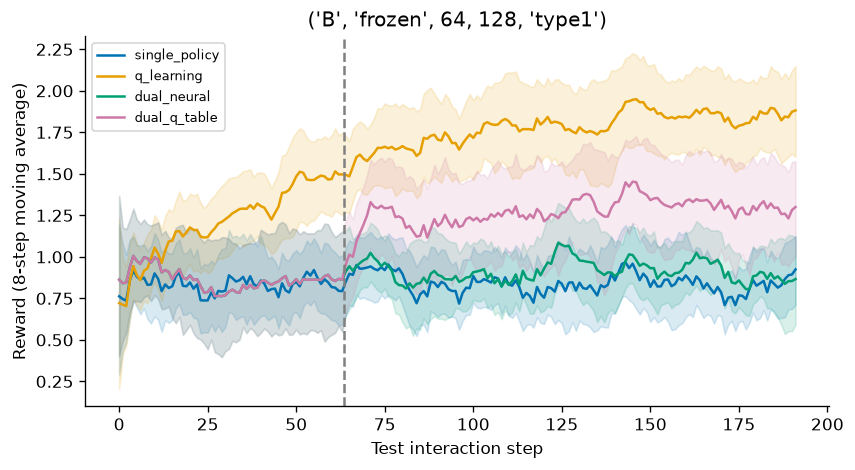 ('B', 'frozen', 64, 128, 'type1')
single_policy
q_learning
dual_neural
dual_q_table
Reward (8-step moving average)
2.25
2.00
1.75
1.50
1.25
1.00
0.75
0.50
0.25
0 25 50 75 100 125 150 175 200
Test interaction step